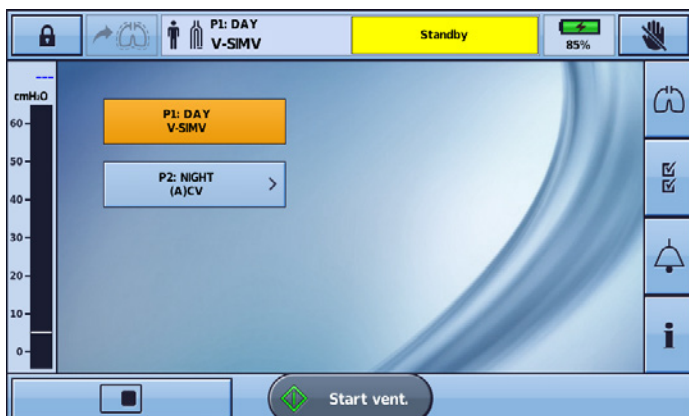 P1: DAY
V-SIMV
Standby
85%
---
cmH₂O
60
50
40
30
20
10
0
P1: DAY
V-SIMV
P2: NIGHT
(A)CV
i
Start vent.